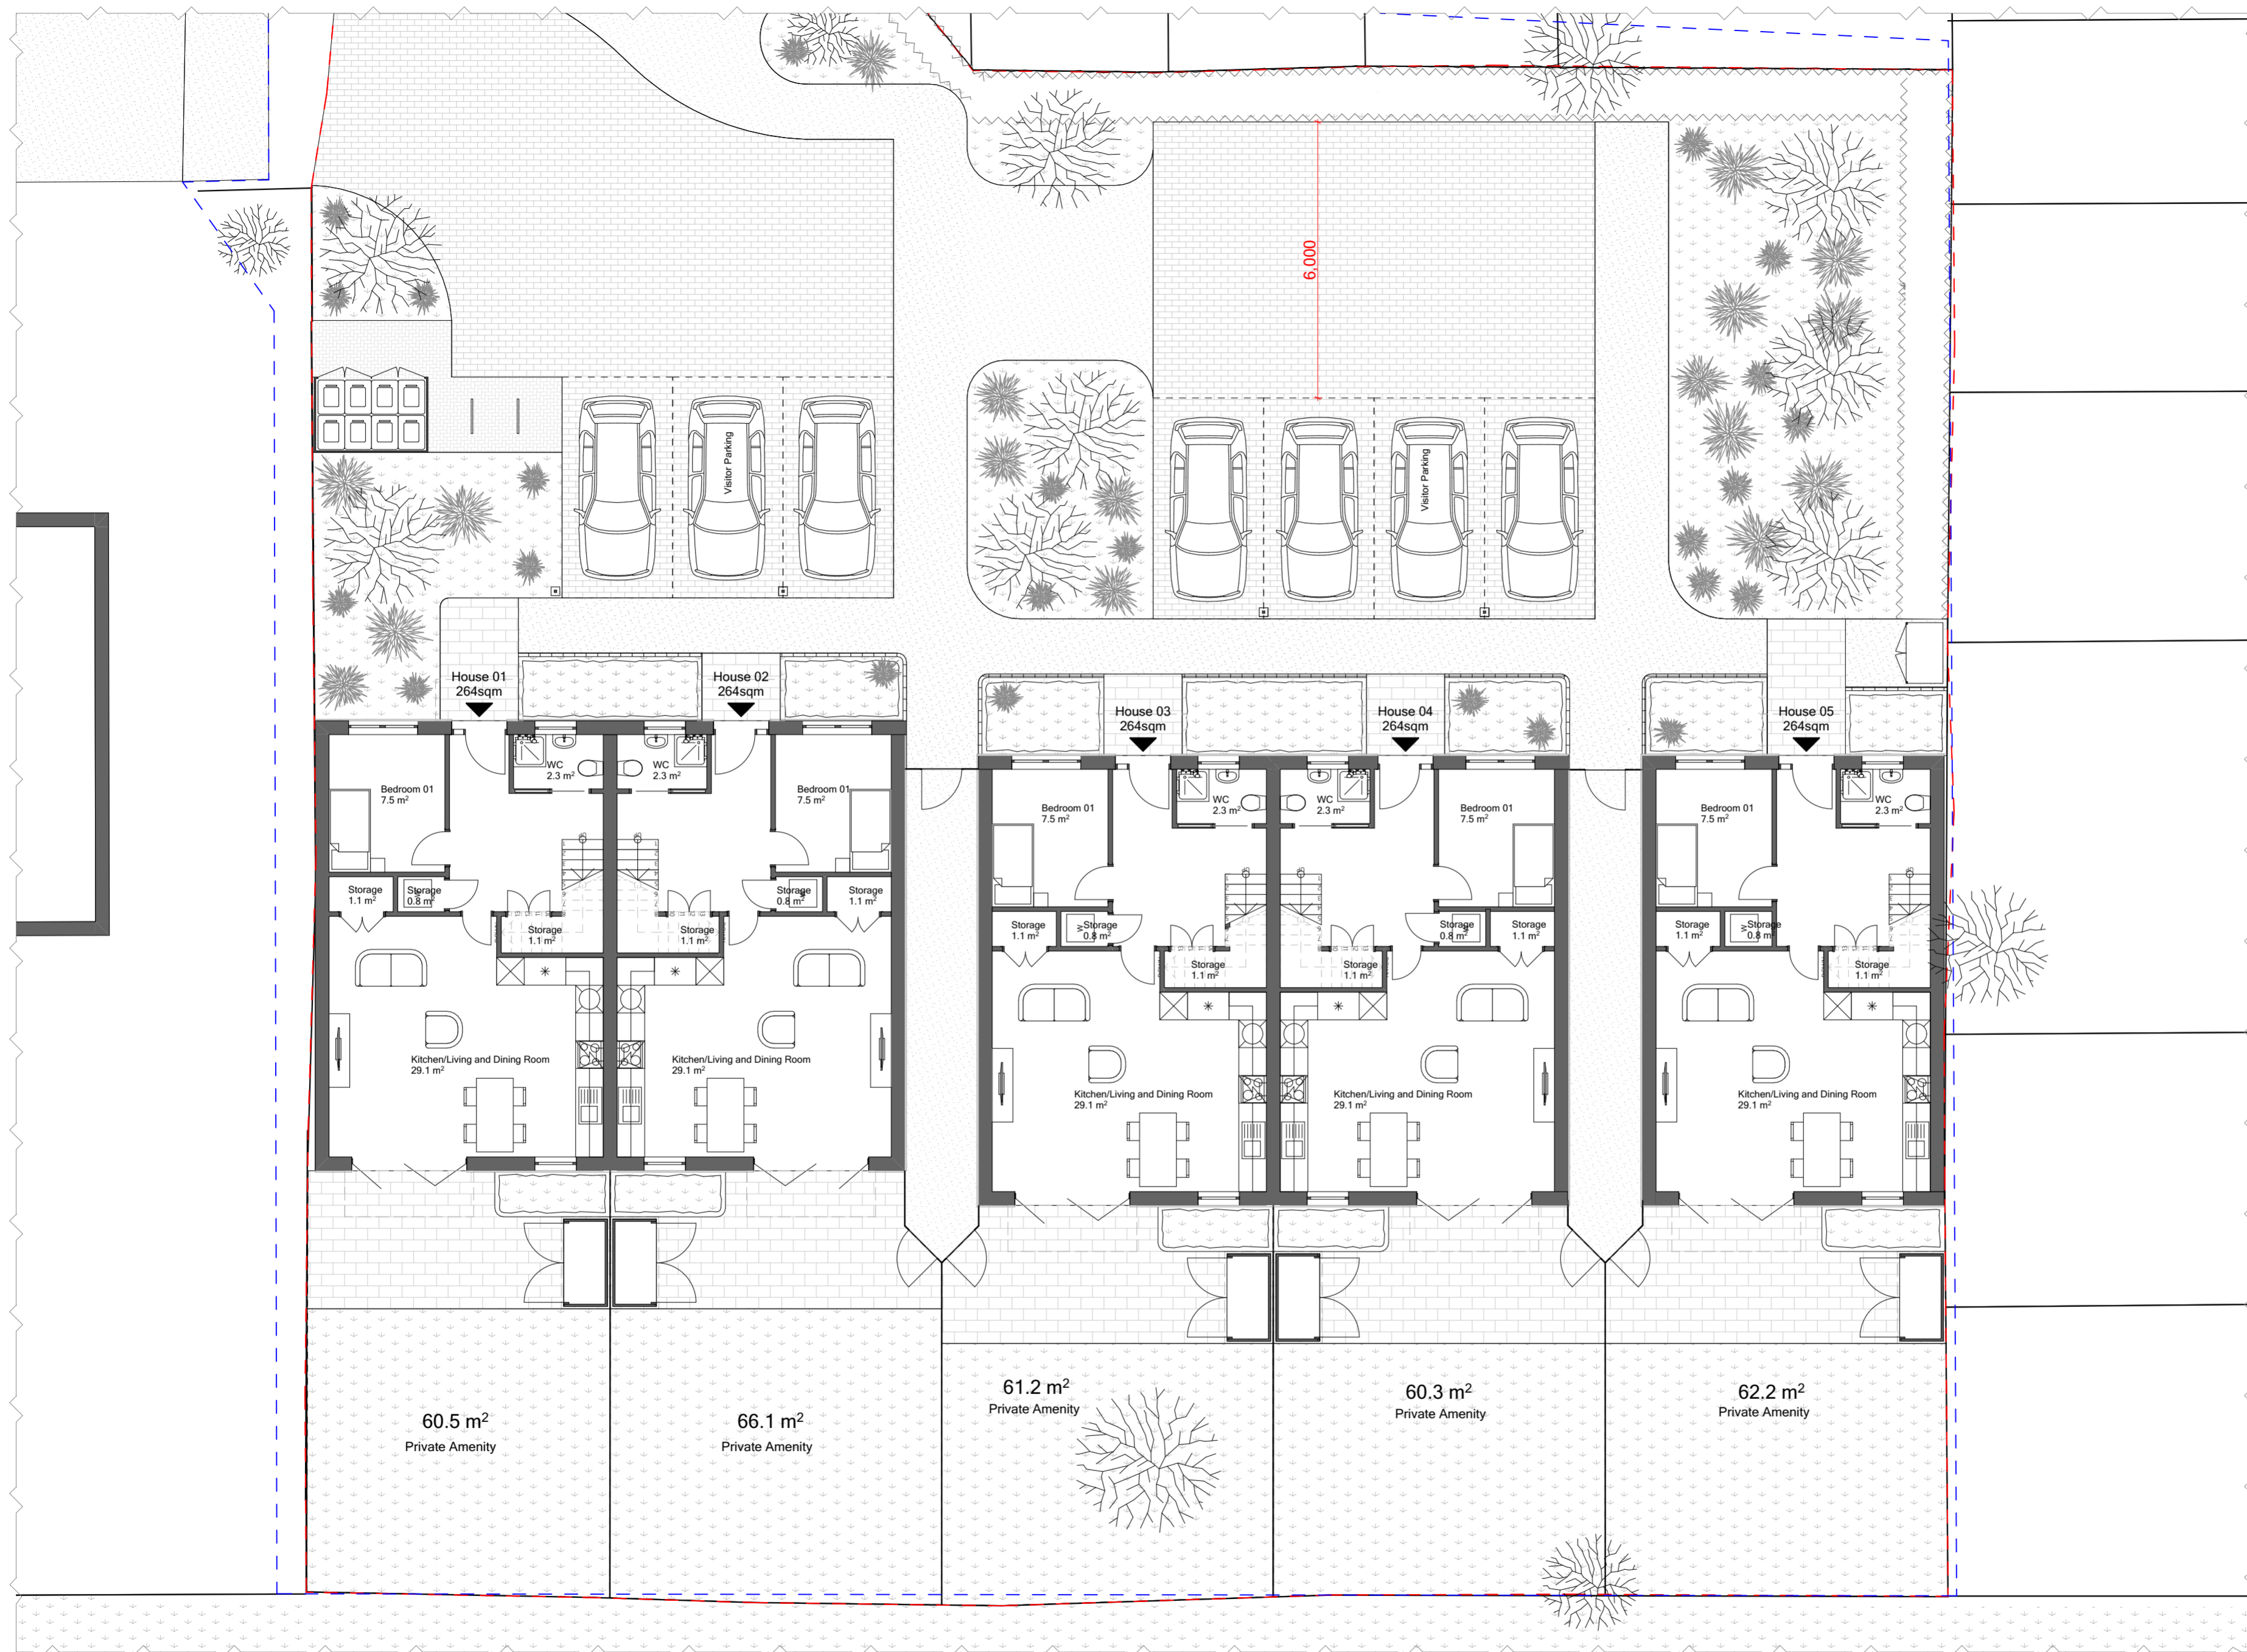 6,000
Visitor Parking
Visitor Parking
House 01
264sqm
House 02
264sqm
House 03
264sqm
House 04
264sqm
House 05
264sqm
WC
2.3 m²
WC
2.3 m²
Bedroom 01
7.5 m²
Bedroom 01
7.5 m²
WC
2.3 m²
WC
2.3 m²
WC
2.3 m²
Bedroom 01
7.5 m²
Bedroom 01
7.5 m²
Bedroom 01
7.5 m²
Storage
1.1 m²
Storage
0.8 m²
Storage
0.8 m²
Storage
1.1 m²
Storage
1.1 m²
Storage
1.1 m²
Storage
1.1 m²
Storage
0.8 m²
Storage
0.8 m²
Storage
1.1 m²
Storage
1.1 m²
Storage
0.8 m²
Storage
1.1 m²
Storage
1.1 m²
Storage
1.1 m²
Kitchen/Living and Dining Room
29.1 m²
Kitchen/Living and Dining Room
29.1 m²
Kitchen/Living and Dining Room
29.1 m²
Kitchen/Living and Dining Room
29.1 m²
Kitchen/Living and Dining Room
29.1 m²
60.5 m²
Private Amenity
66.1 m²
Private Amenity
61.2 m²
Private Amenity
60.3 m²
Private Amenity
62.2 m²
Private Amenity